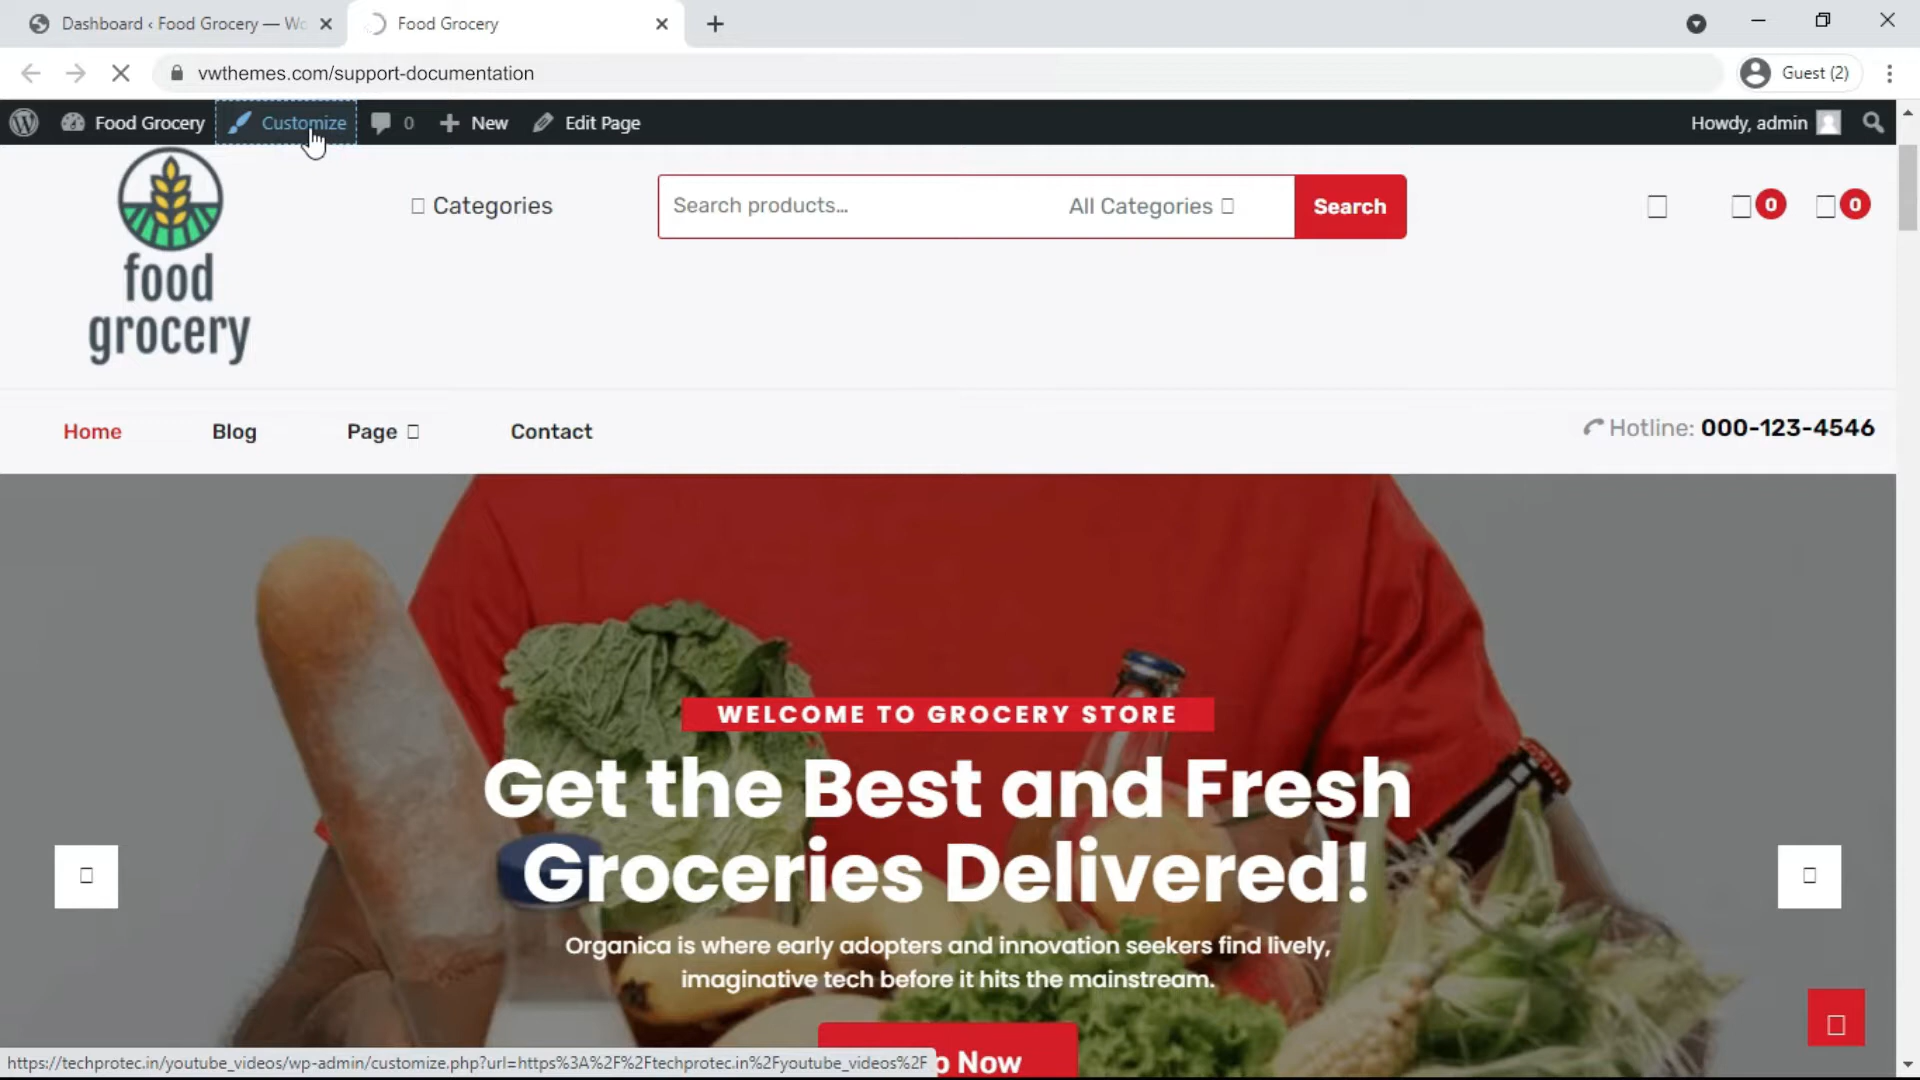 Dashboard ‹ Food Grocery — Wo
Food Grocery
vwthemes.com/support-documentation
Guest (2)
Food Grocery
Customize
0
New
Edit Page
Howdy, admin
food
grocery
Categories
Search products...
All Categories
Search
0
0
Home
Blog
Page
Contact
Hotline: 000-123-4546
WELCOME TO GROCERY STORE
Get the Best and Fresh
Groceries Delivered!
Organica is where early adopters and innovation seekers find lively,
imaginative tech before it hits the mainstream.
Now
https://techprotec.in/youtube_videos/wp-admin/customize.php?url=https%3A%2F%2Ftechprotec.in%2Fyoutube_videos%2F